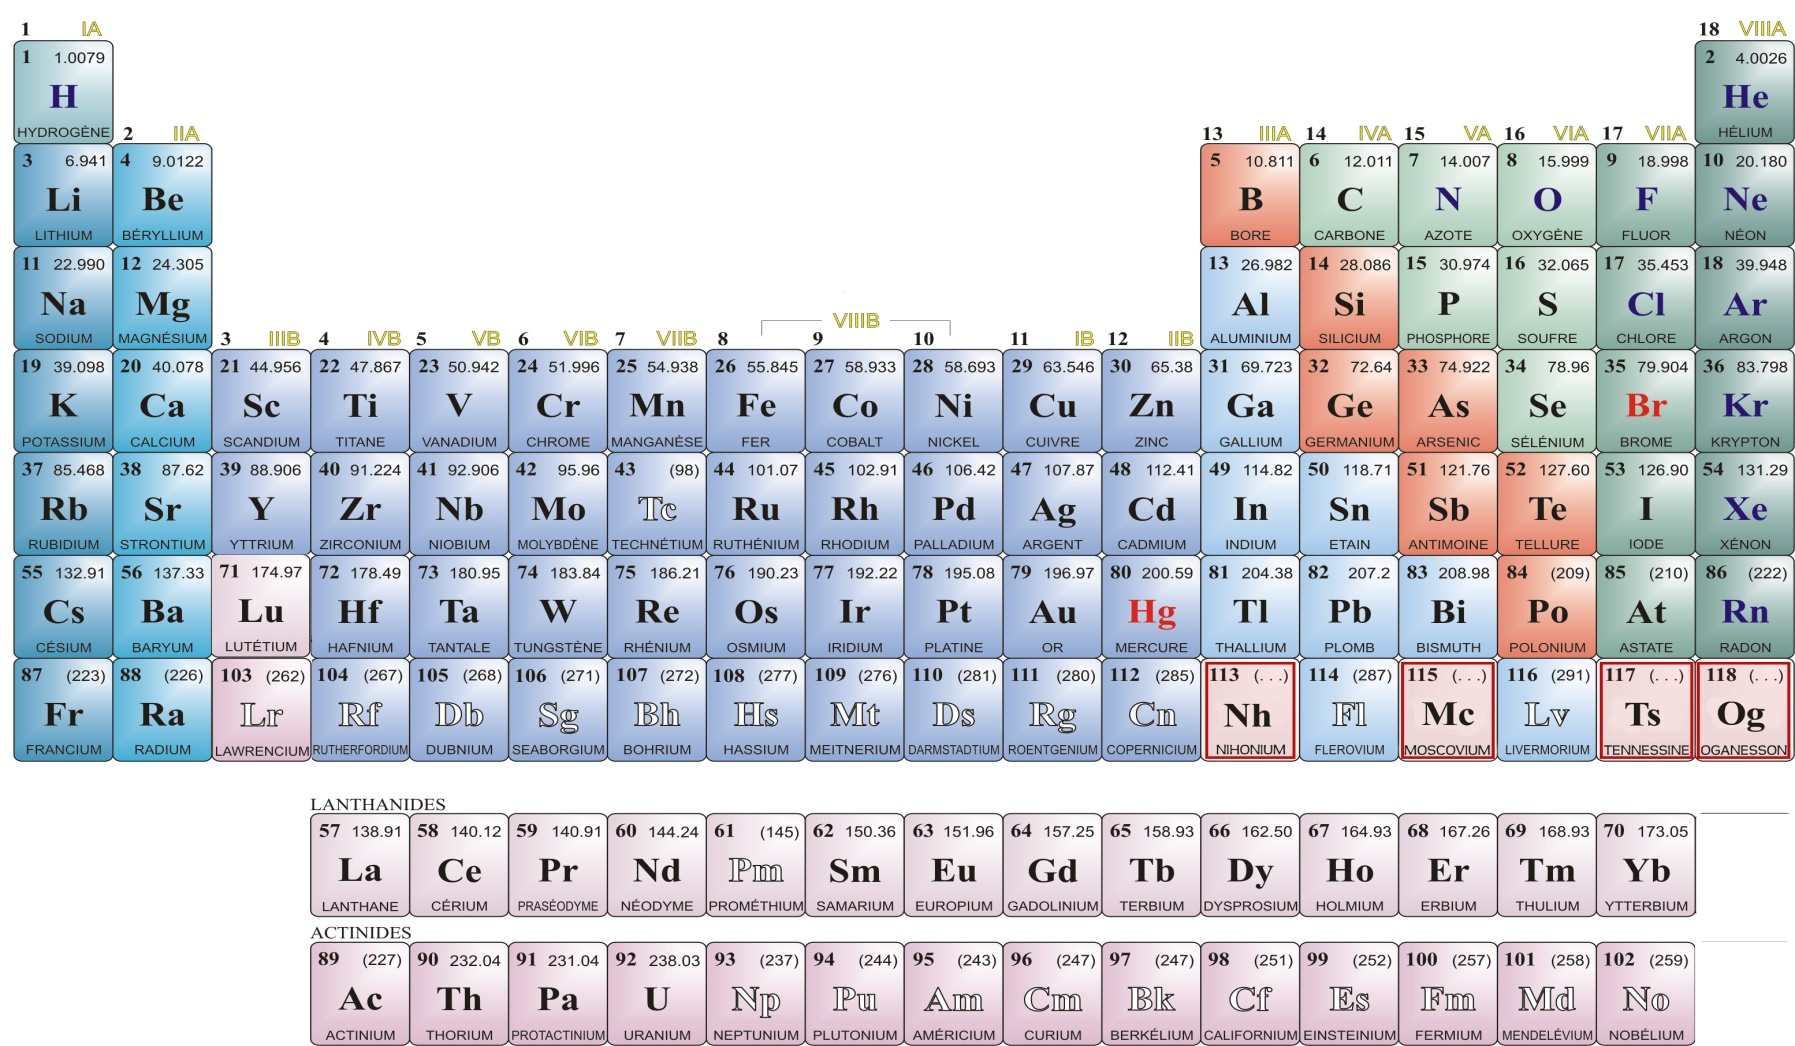 1 IA 18 VIIIA
1 1.0079 2 4.0026
H He
HYDROGÈNE 2 IIA 13 IIIA 14 IVA 15 VA 16 VIA 17 VIIA HÉLIUM
3 6.941 4 9.0122 5 10.811 6 12.011 7 14.007 8 15.999 9 18.998 10 20.180
Li Be B C N O F Ne
LITHIUM BÉRYLLIUM BORE CARBONE AZOTE OXYGÈNE FLUOR NÉON
11 22.990 12 24.305 13 26.982 14 28.086 15 30.974 16 32.065 17 35.453 18 39.948
Na Mg Al Si P S Cl Ar
VIIIB
SODIUM MAGNÉSIUM 3 IIIB 4 IVB 5 VB 6 VIB 7 VIIB 8 9 10 11 IB 12 IIB ALUMINIUM SILICIUM PHOSPHORE SOUFRE CHLORE ARGON
19 39.098 20 40.078 21 44.956 22 47.867 23 50.942 24 51.996 25 54.938 26 55.845 27 58.933 28 58.693 29 63.546 30 65.38 31 69.723 32 72.64 33 74.922 34 78.96 35 79.904 36 83.798
K Ca Sc Ti V Cr Mn Fe Co Ni Cu Zn Ga Ge As Se Br Kr
POTASSIUM CALCIUM SCANDIUM TITANE VANADIUM CHROME MANGANÈSE FER COBALT NICKEL CUIVRE ZINC GALLIUM GERMANIUM ARSENIC SÉLÉNIUM BROME KRYPTON
37 85.468 38 87.62 39 88.906 40 91.224 41 92.906 42 95.96 43 (98) 44 101.07 45 102.91 46 106.42 47 107.87 48 112.41 49 114.82 50 118.71 51 121.76 52 127.60 53 126.90 54 131.29
Rb Sr Y Zr Nb Mo Tc Ru Rh Pd Ag Cd In Sn Sb Te I Xe
RUBIDIUM STRONTIUM YTTRIUM ZIRCONIUM NIOBIUM MOLYBDÈNE TECHNÉTIUM RUTHÉNIUM RHODIUM PALLADIUM ARGENT CADMIUM INDIUM ETAIN ANTIMOINE TELLURE IODE XÉNON
55 132.91 56 137.33 71 174.97 72 178.49 73 180.95 74 183.84 75 186.21 76 190.23 77 192.22 78 195.08 79 196.97 80 200.59 81 204.38 82 207.2 83 208.98 84 (209) 85 (210) 86 (222)
Cs Ba Lu Hf Ta W Re Os Ir Pt Au Hg Tl Pb Bi Po At Rn
CÉSIUM BARYUM LUTÉTIUM HAFNIUM TANTALE TUNGSTÈNE RHÉNIUM OSMIUM IRIDIUM PLATINE OR MERCURE THALLIUM PLOMB BISMUTH POLONIUM ASTATE RADON
87 (223) 88 (226) 103 (262) 104 (267) 105 (268) 106 (271) 107 (272) 108 (277) 109 (276) 110 (281) 111 (280) 112 (285) 113 (. . .) 114 (287) 115 (. . .) 116 (291) 117 (. . .) 118 (. . .)
Fr Ra Lr Rf Db Sg Bh Hs Mt Ds Rg Cn Nh Fl Mc Lv Ts Og
FRANCIUM RADIUM LAWRENCIUM RUTHERFORDIUM DUBNIUM SEABORGIUM BOHRIUM HASSIUM MEITNERIUM DARMSTADTIUM ROENTGENIUM COPERNICIUM NIHONIUM FLEROVIUM MOSCOVIUM LIVERMORIUM TENNESSINE OGANESSON
LANTHANIDES
57 138.91 58 140.12 59 140.91 60 144.24 61 (145) 62 150.36 63 151.96 64 157.25 65 158.93 66 162.50 67 164.93 68 167.26 69 168.93 70 173.05
La Ce Pr Nd Pm Sm Eu Gd Tb Dy Ho Er Tm Yb
LANTHANE CÉRIUM PRASÉODYME NÉODYME PROMÉTHIUM SAMARIUM EUROPIUM GADOLINIUM TERBIUM DYSPROSIUM HOLMIUM ERBIUM THULIUM YTTERBIUM
ACTINIDES
89 (227) 90 232.04 91 231.04 92 238.03 93 (237) 94 (244) 95 (243) 96 (247) 97 (247) 98 (251) 99 (252) 100 (257) 101 (258) 102 (259)
Ac Th Pa U Np Pu Am Cm Bk Cf Es Fm Md No
ACTINIUM THORIUM PROTACTINIUM URANIUM NEPTUNIUM PLUTONIUM AMÉRICIUM CURIUM BERKÉLIUM CALIFORNIUM EINSTEINIUM FERMIUM MENDELÉVIUM NOBÉLIUM